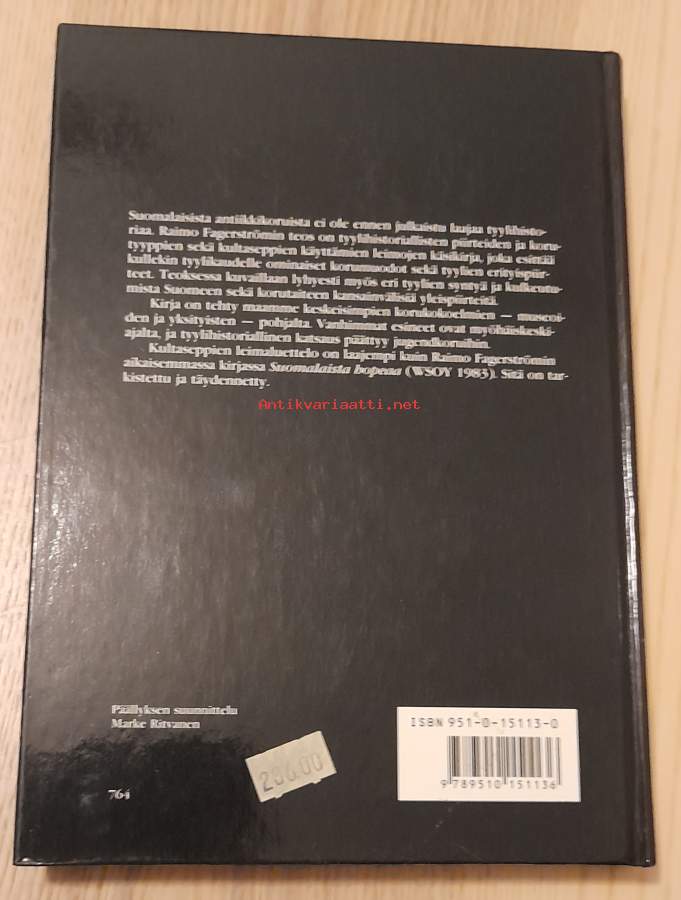 Suomalaisista antiikkikoruista ei ole ennen julkaistu laajaa tyylihisto-
riaa. Raimo Fagerströmin teos on tyylihistoriallisten piirteiden ja koru-
tyyppien sekä kultaseppien käyttämien leimojen käsikirja, joka esittää
kullekin tyylikaudelle ominaiset korumuodot sekä tyylien erityispiir-
teet. Teoksessa kuvaillaan lyhyesti myös eri tyylien syntyä ja kulkeutu-
mista Suomeen sekä korutaiteen kansainvälisiä yleispiirteitä.
Kirja on tehty maamme keskeisimpien korukokoelmien — museoi-
den ja yksityisten — pohjalta. Vanhimmat esineet ovat myöhäiskeski-
ajalta, ja tyylihistoriallinen katsaus päättyy jugendkoruihin.
Kultaseppien leimaluettelo on laajempi kuin Raimo Fagerströmin
aikaisemmassa kirjassa Suomalaista hopeaa (WSOY 1983). Sitä on tar-
kistettu ja täydennetty.
Antikvariaatti.net
Päällyksen suunnittelu
Marke Ritvanen
ISBN 951-0-15113-0
9 789510 151136
764